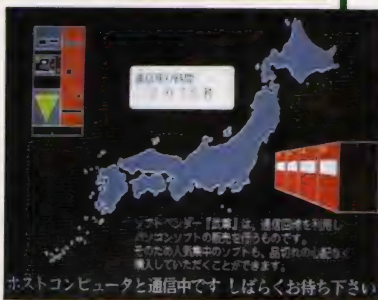 ソフトベンダー『武尊』は、通信回線を利用し
パソコンソフトの販売を行うものです。
そのため人気集中のソフトも、品切れの心配なく
購入していただくことができます。
ホストコンピュータと通信中です しばらくお待ち下さい